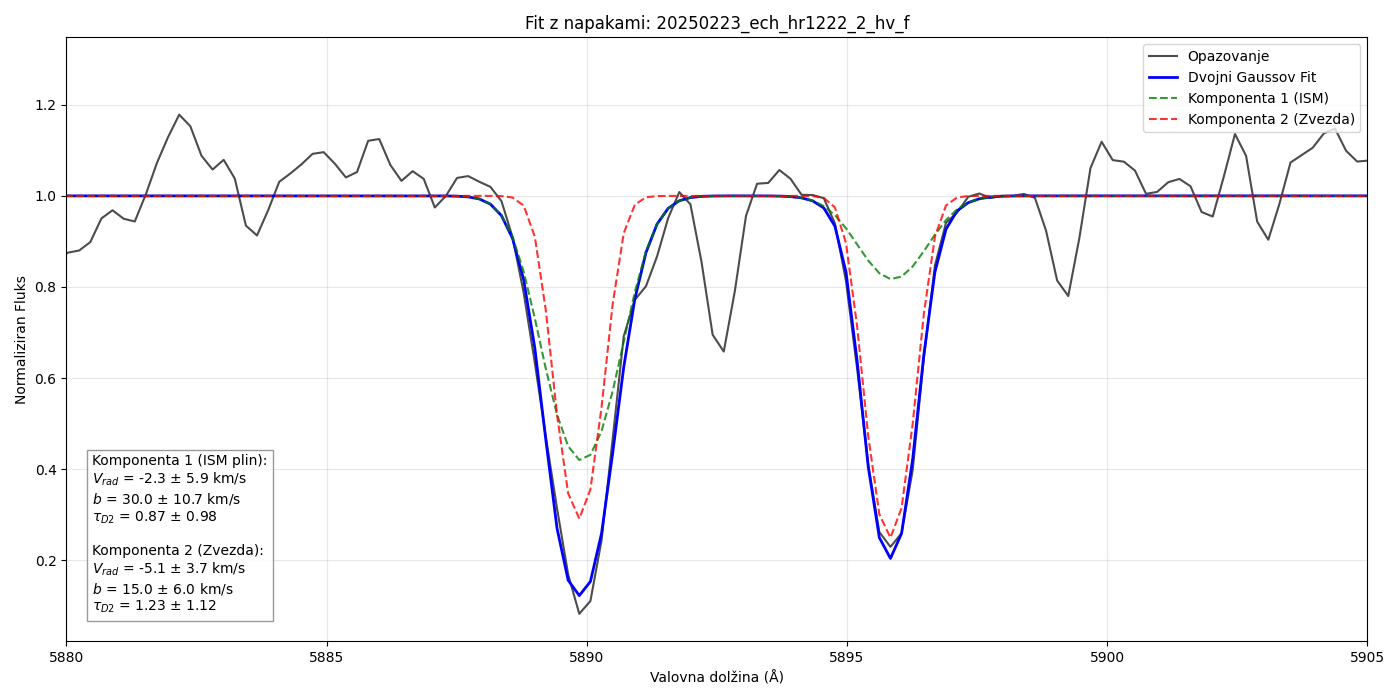 Fit z napakami: 20250223_ech_hr1222_2_hv_f
Normaliziran Fluks
1.2
1.0
0.8
0.6
0.4
0.2
Opazovanje
Dvojni Gaussov Fit
Komponenta 1 (ISM)
Komponenta 2 (Zvezda)
Komponenta 1 (ISM plin):
V_rad = -2.3 ± 5.9 km/s
b = 30.0 ± 10.7 km/s
τ_D2 = 0.87 ± 0.98
Komponenta 2 (Zvezda):
V_rad = -5.1 ± 3.7 km/s
b = 15.0 ± 6.0 km/s
τ_D2 = 1.23 ± 1.12
5880 5885 5890 5895 5900 5905
Valovna dolžina (Å)